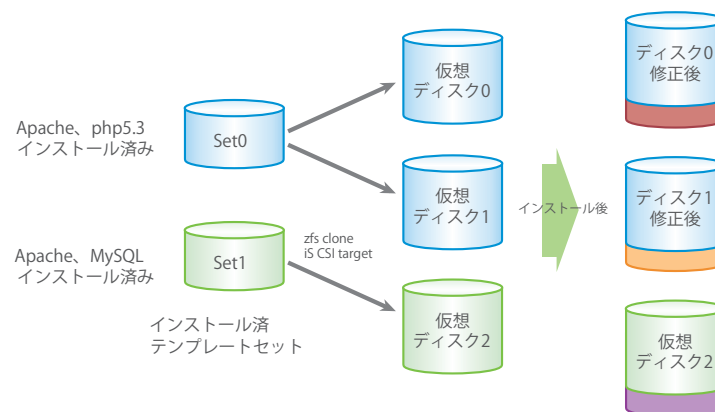 Apache、php5.3
インストール済み
Set0
Apache、MySQL
インストール済み
Set1
インストール済
テンプレートセット
zfs clone
iS CSI target
仮想
ディスク0
仮想
ディスク1
仮想
ディスク2
インストール後
ディスク0
修正後
ディスク1
修正後
仮想
ディスク2